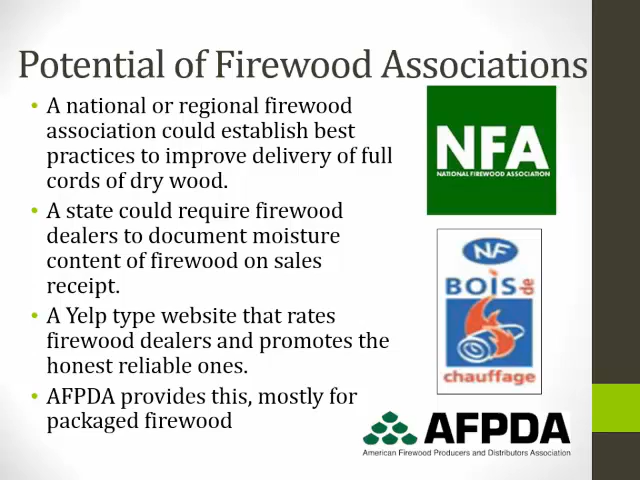 Potential of Firewood Associations
• A national or regional firewood
association could establish best
practices to improve delivery of full
cords of dry wood.
• A state could require firewood
dealers to document moisture
content of firewood on sales
receipt.
• A Yelp type website that rates
firewood dealers and promotes the
honest reliable ones.
• AFPDA provides this, mostly for
packaged firewood
NFA
NATIONAL FIREWOOD ASSOCIATION
NF
BOIS de
chauffage
AFPDA
American Firewood Producers and Distributors Association